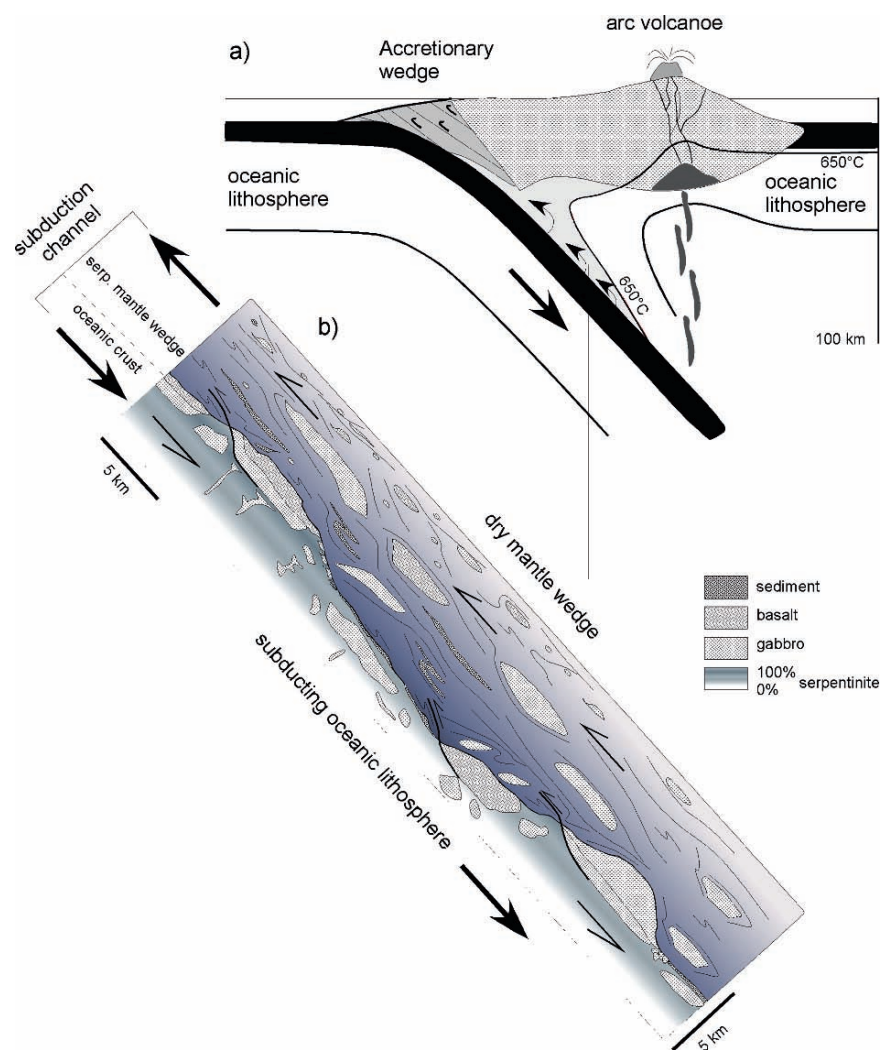 a)
Accretionary
wedge
arc volcanoe
oceanic
lithosphere
650°C
oceanic
lithosphere
650°C
100 km
subduction
channel
serp. mantle wedge
oceanic crust
b)
5 km
dry mantle wedge
subducting oceanic lithosphere
5 km
sediment
basalt
gabbro
100%
0%
serpentinite